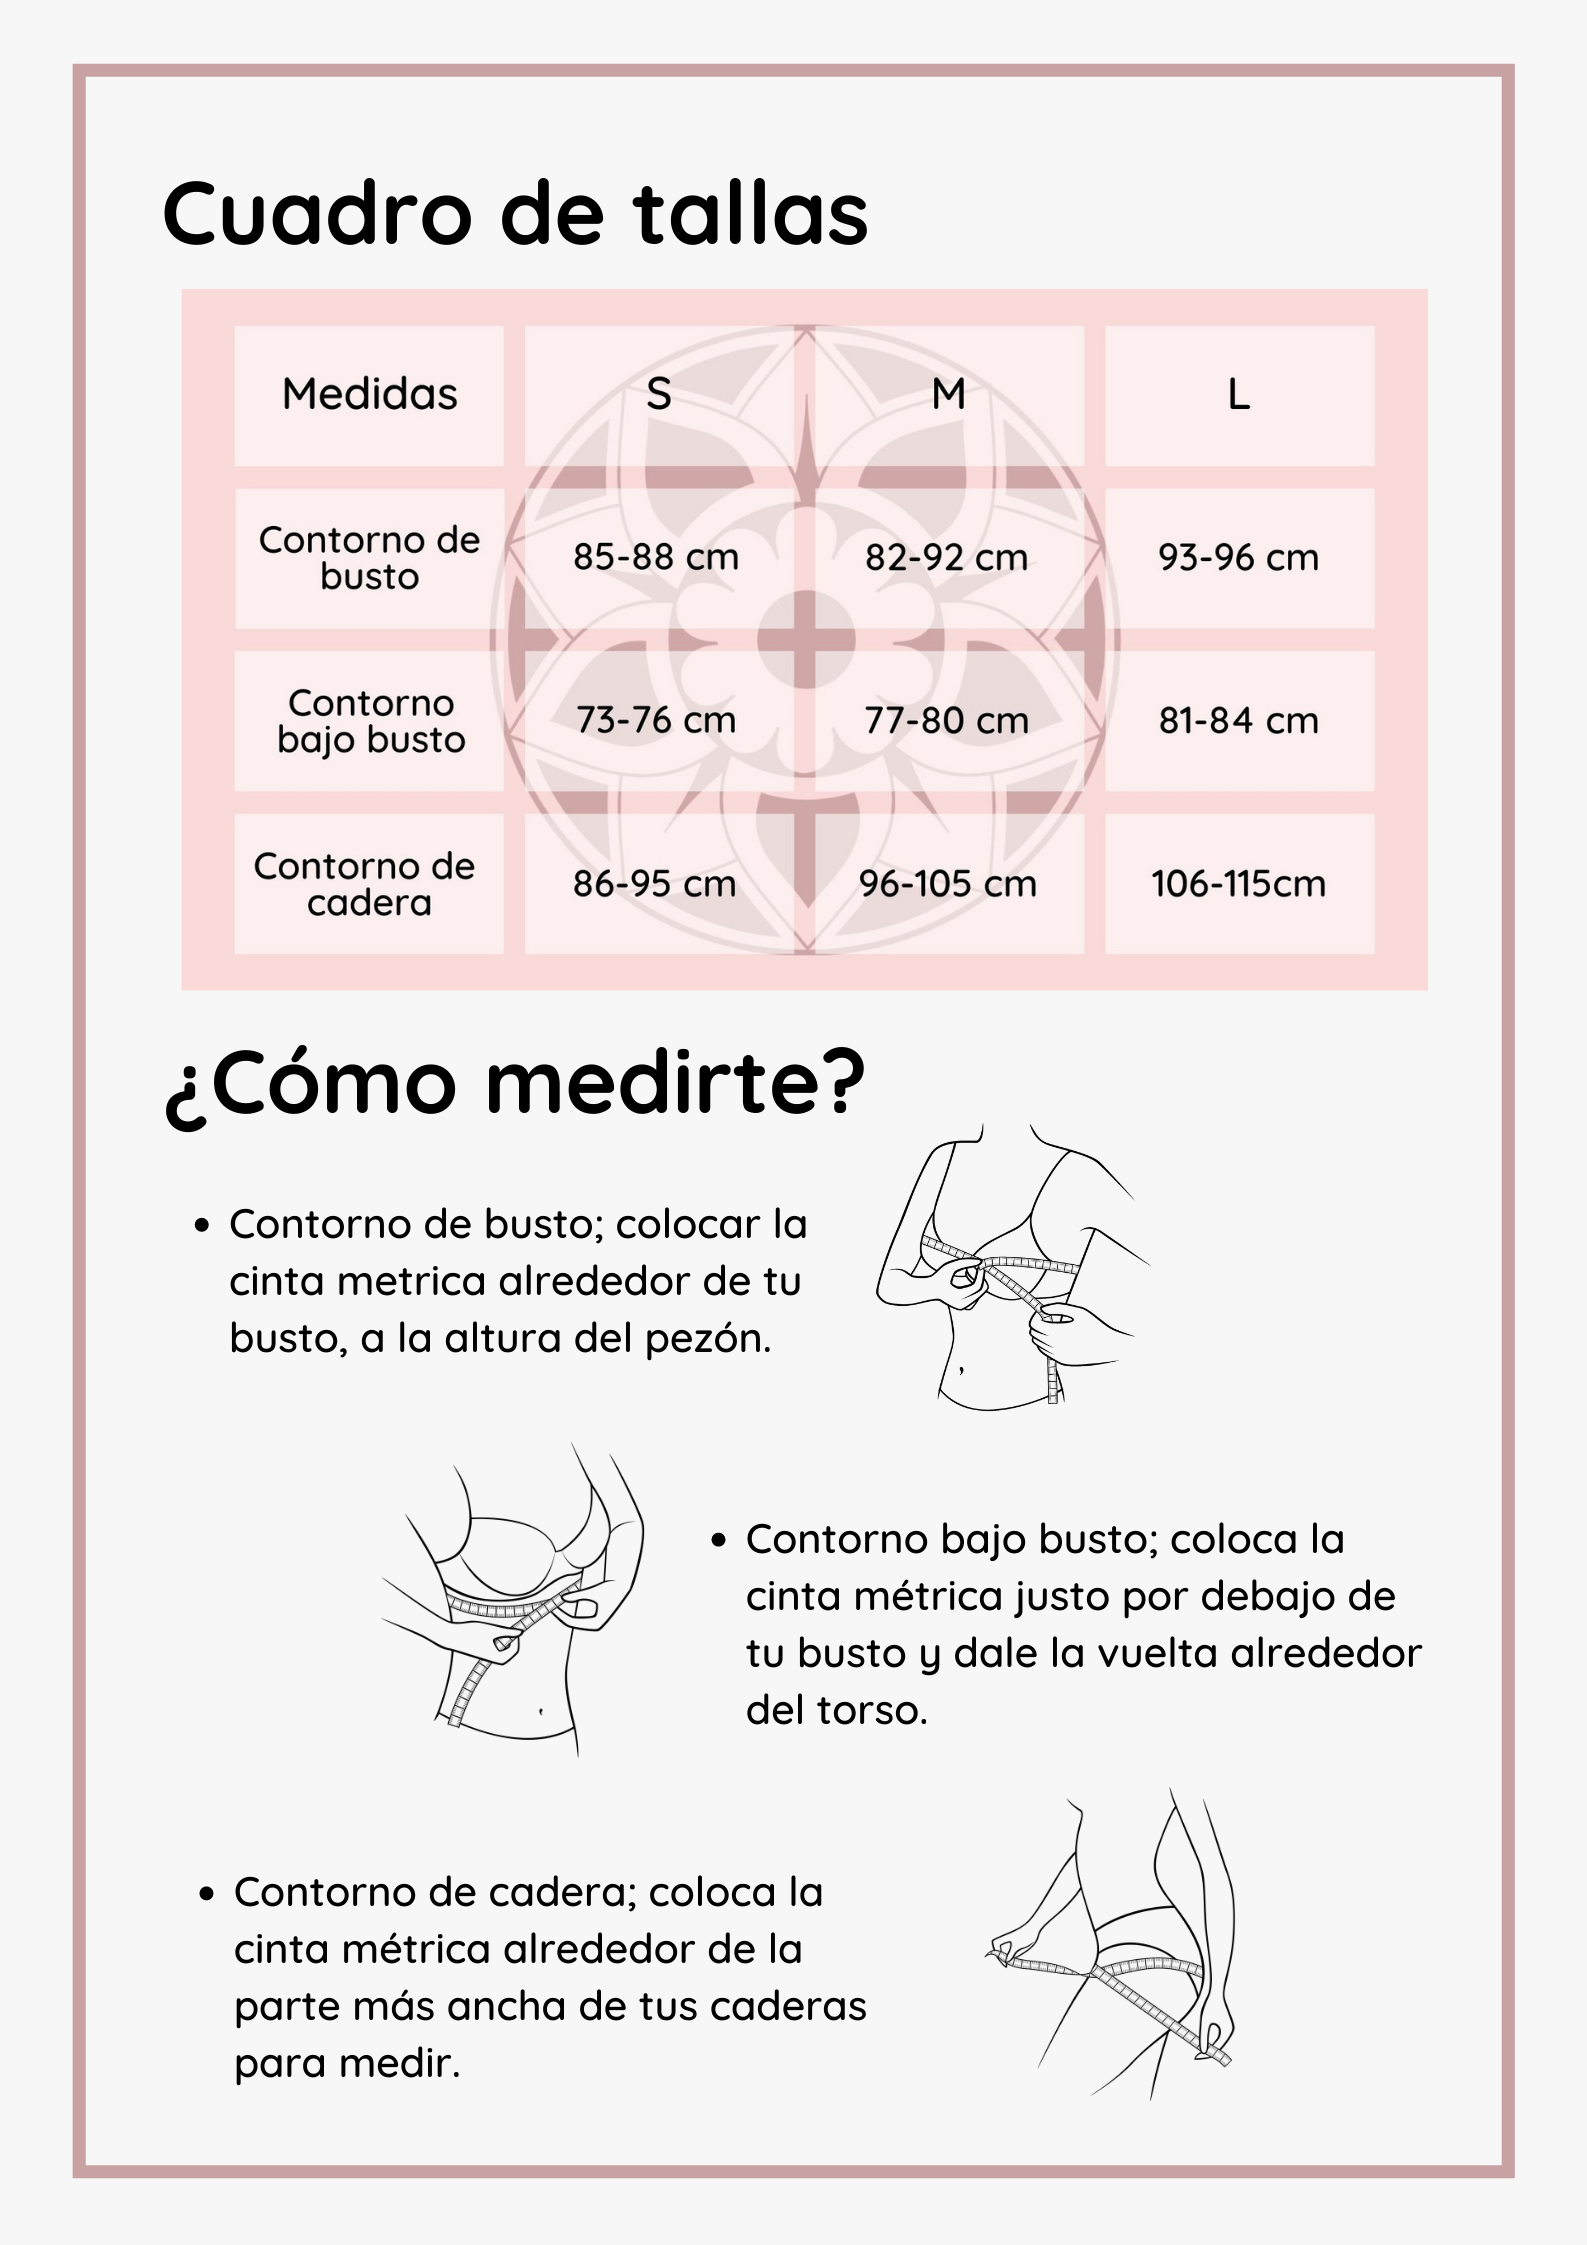 Cuadro de tallas
Medidas S M L
Contorno de
busto
85-88 cm 82-92 cm 93-96 cm
Contorno
bajo busto
73-76 cm 77-80 cm 81-84 cm
Contorno de
cadera
86-95 cm 96-105 cm 106-115cm
¿Cómo medirte?
• Contorno de busto; colocar la
cinta metrica alrededor de tu
busto, a la altura del pezón.
• Contorno bajo busto; coloca la
cinta métrica justo por debajo de
tu busto y dale la vuelta alrededor
del torso.
• Contorno de cadera; coloca la
cinta métrica alrededor de la
parte más ancha de tus caderas
para medir.